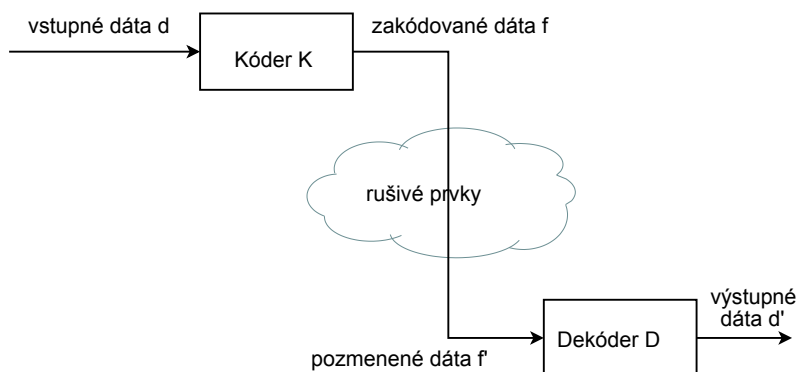 vstupné dáta d
Kóder K
zakódované dáta f
rušivé prvky
pozmenené dáta f'
Dekóder D
výstupné
dáta d'